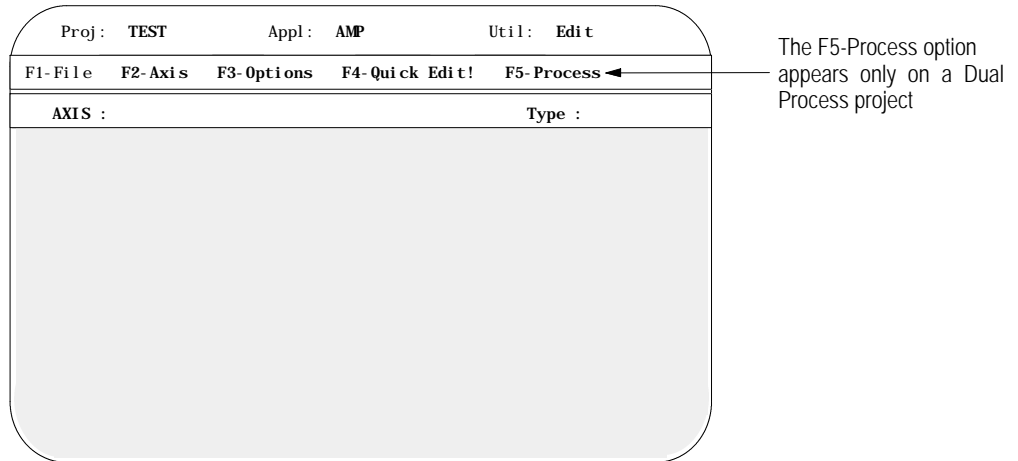 Proj: TEST Appl: AMP Util: Edit
F1-File F2-Axis F3-Options F4-Quick Edit! F5-Process
AXIS : Type :
The F5-Process option
appears only on a Dual
Process project